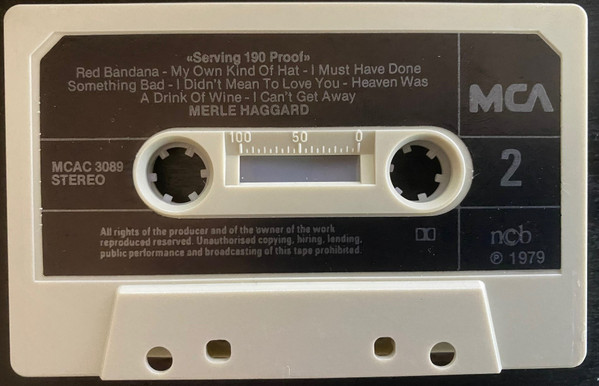 «Serving 190 Proof»
Red Bandana - My Own Kind Of Hat - I Must Have Done
Something Bad - I Didn't Mean To Love You - Heaven Was
A Drink Of Wine - I Can't Get Away
MERLE HAGGARD
MCA
100 50 0
MCAC 3089
STEREO
2
All rights of the producer and of the owner of the work
reproduced reserved. Unauthorised copying, hiring, lending,
public performance and broadcasting of this tape prohibited.
ncb
℗ 1979